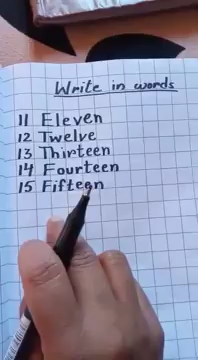 Write in words
11 Eleven
12 Twelve
13 Thirteen
14 Fourteen
15 Fifteen